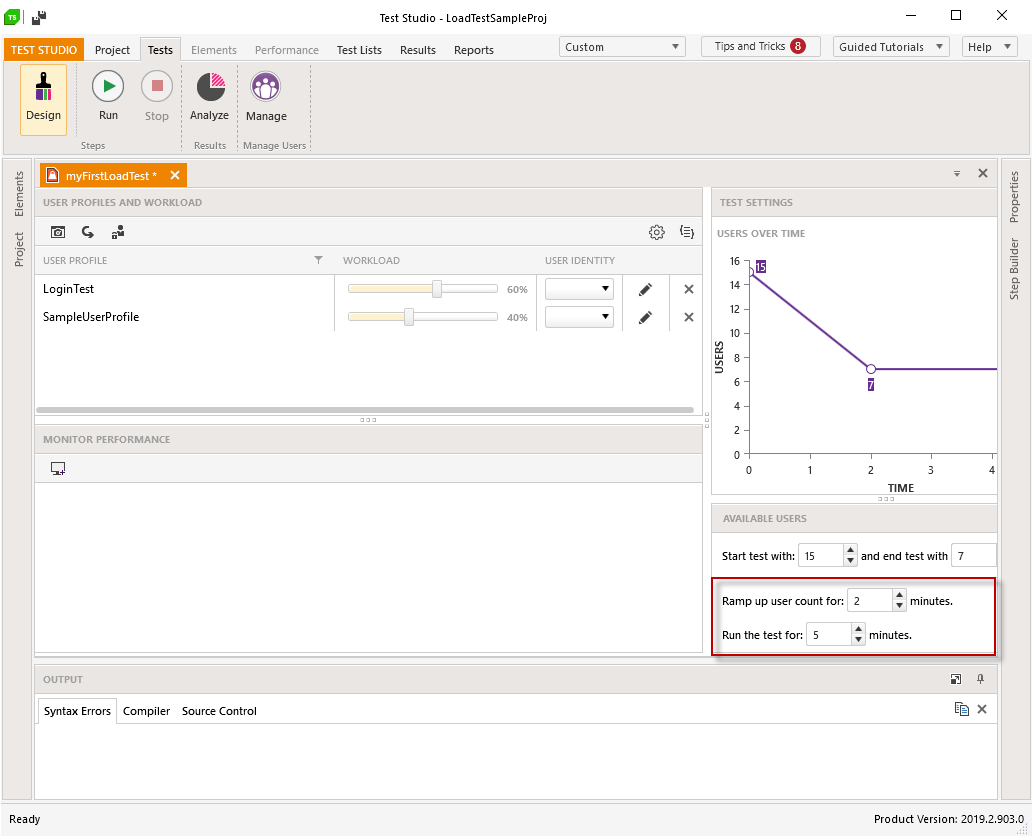 TS
Test Studio - LoadTestSampleProj
TEST STUDIO Project Tests Elements Performance Test Lists Results Reports Custom Tips and Tricks 8 Guided Tutorials Help
Design Run Stop Analyze Manage
Steps Results Manage Users
Elements
Project
myFirstLoadTest *
USER PROFILES AND WORKLOAD
USER PROFILE WORKLOAD USER IDENTITY
LoginTest 60%
SampleUserProfile 40%
MONITOR PERFORMANCE
TEST SETTINGS
USERS OVER TIME
16
14
12
10
8
6
4
2
0
USERS
15
7
0 1 2 3 4
TIME
AVAILABLE USERS
Start test with: 15 and end test with 7
Ramp up user count for: 2 minutes.
Run the test for: 5 minutes.
Properties
Step Builder
OUTPUT
Syntax Errors Compiler Source Control
Ready Product Version: 2019.2.903.0